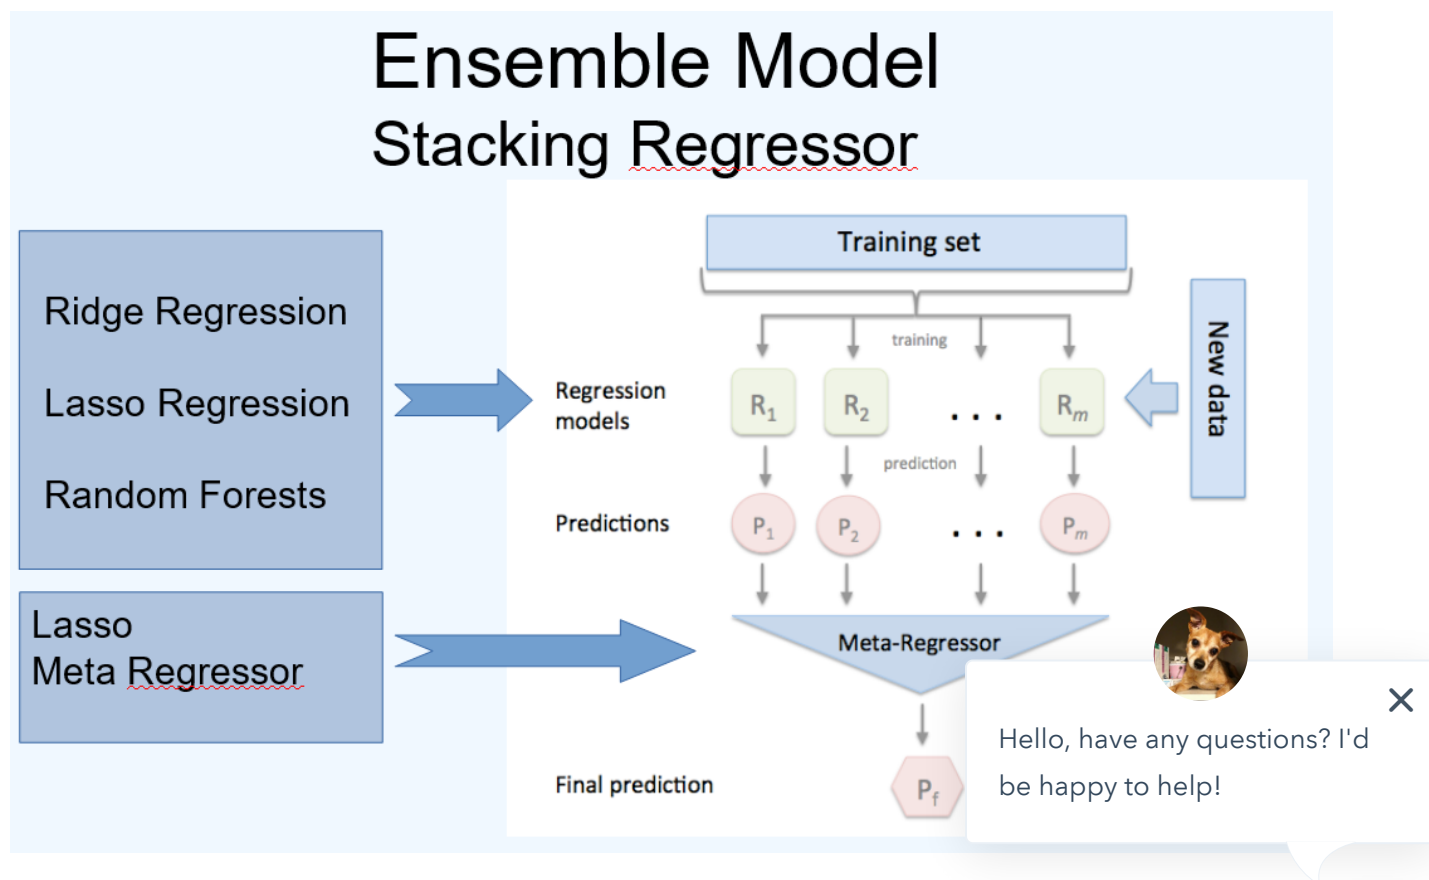 Ensemble Model
Stacking Regressor
Ridge Regression
Lasso Regression
Random Forests
Lasso
Meta Regressor
Training set
training
New data
Regression
models
R1
R2
. . .
Rm
prediction
Predictions
P1
P2
. . .
Pm
Meta-Regressor
Final prediction
Pf
Hello, have any questions? I'd
be happy to help!